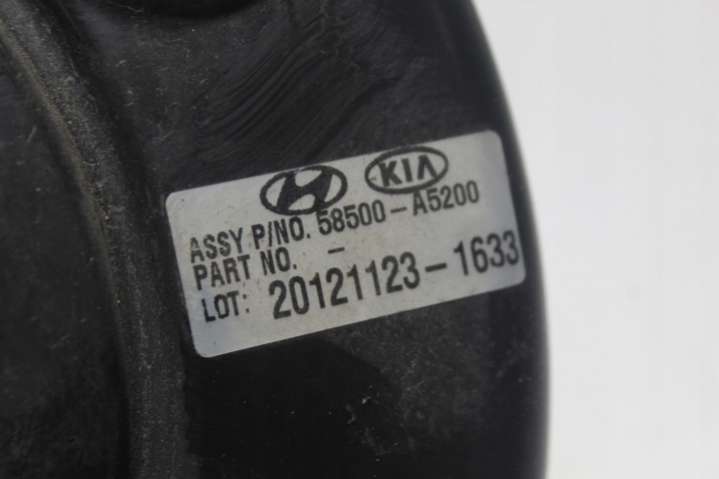 KIA
ASSY P/NO. 58500-A5200
PART NO. -
LOT: 20121123-1633